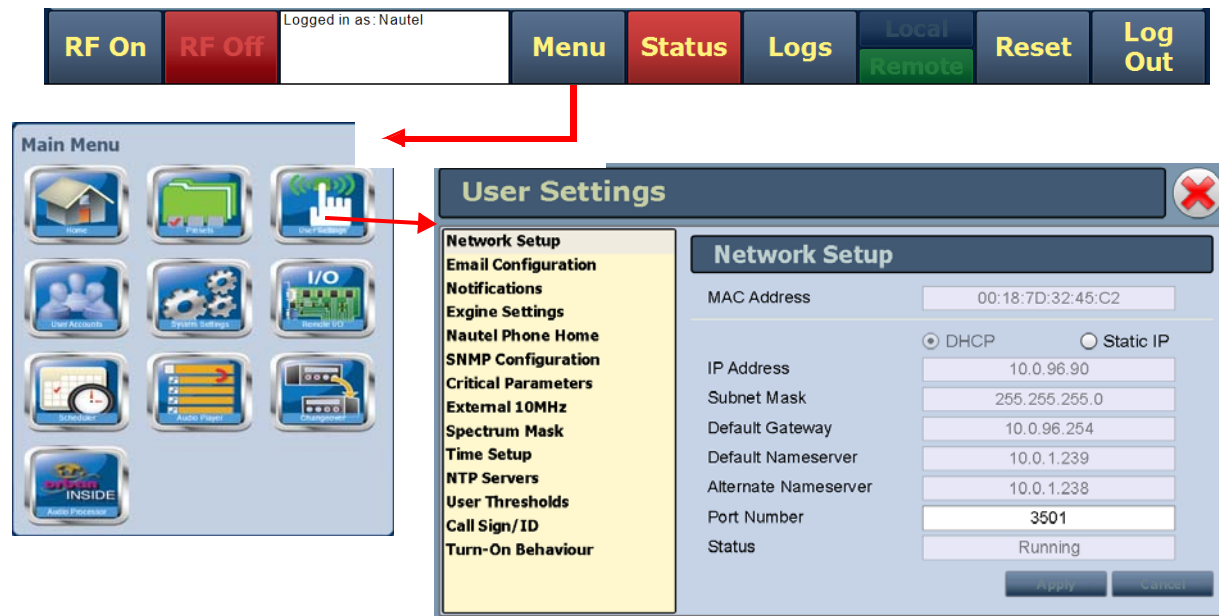 Logged in as: Nautel
RF On
RF Off
Menu
Status
Logs
Local
Remote
Reset
Log
Out
Main Menu
Home
Presets
User Settings
User Accounts
System Settings
I/O
Remote I/O
Scheduler
Audio Player
Changeover
orban
INSIDE
Audio Processor
User Settings
Network Setup
Email Configuration
Notifications
Exgine Settings
Nautel Phone Home
SNMP Configuration
Critical Parameters
External 10MHz
Spectrum Mask
Time Setup
NTP Servers
User Thresholds
Call Sign/ID
Turn-On Behaviour
Network Setup
MAC Address 00:18:7D:32:45:C2
DHCP Static IP
IP Address 10.0.96.90
Subnet Mask 255.255.255.0
Default Gateway 10.0.96.254
Default Nameserver 10.0.1.239
Alternate Nameserver 10.0.1.238
Port Number 3501
Status Running
Apply Cancel